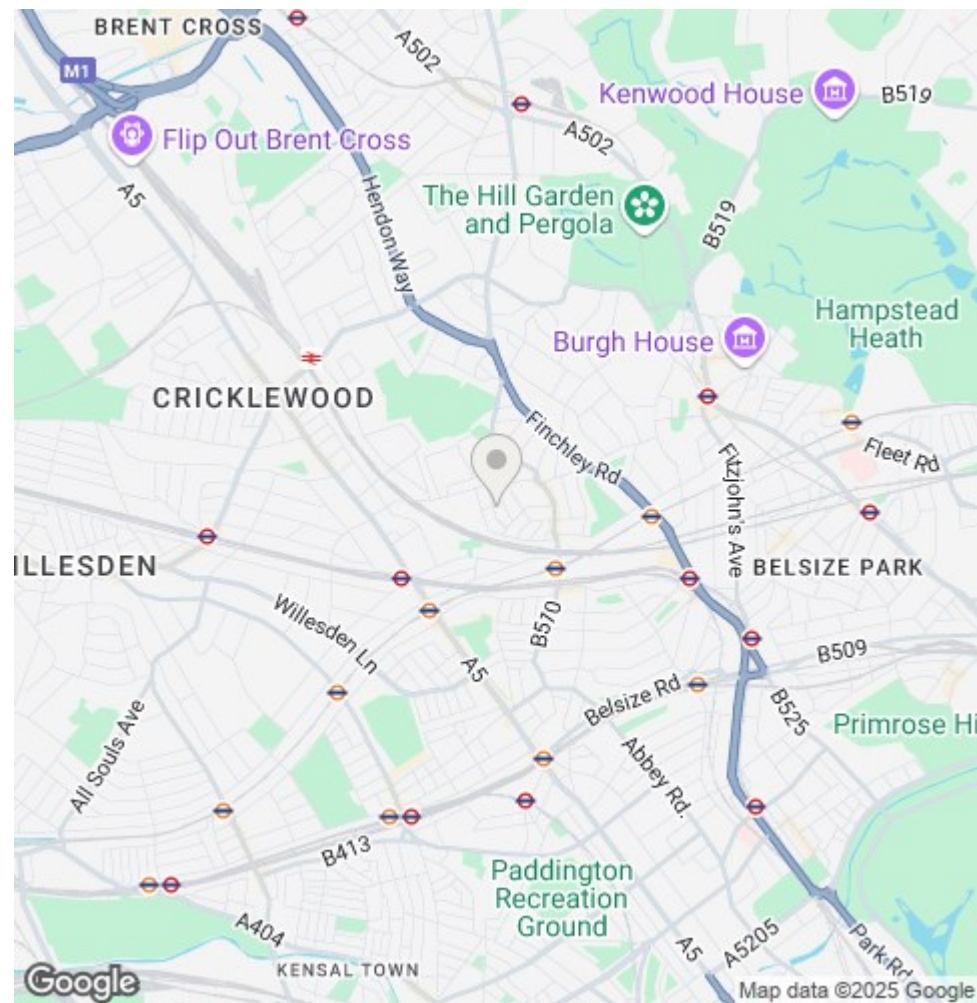 BRENT CROSS
A502
M1
Kenwood House
B519
Flip Out Brent Cross
A502
A5
The Hill Garden
and Pergola
B519
Hendon Way
Hampstead
Heath
Burgh House
CRICKLEWOOD
Finchley Rd
Fitzjohn's Ave
Fleet Rd
ILLESDEN
BELSIZE PARK
Willesden Ln
B510
A5
B509
Belsize Rd
B525
Primrose Hi
All Souls Ave
Abbey Rd.
B413
Paddington
Recreation
Ground
A404
A5
A5205
Park Rd
KENSAL TOWN
Google
Map data ©2025 Google